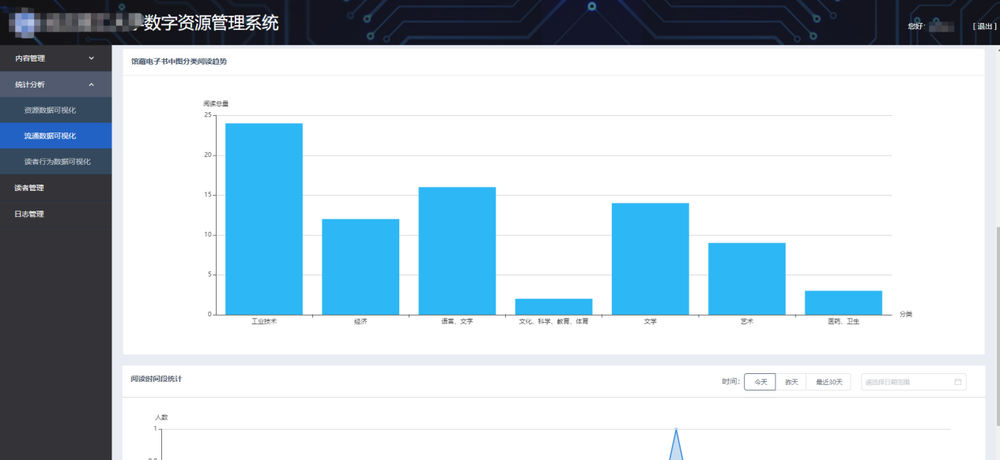 数字资源管理系统
您好:
[ 退出 ]
内容管理
统计分析
资源数据可视化
流通数据可视化
读者行为数据可视化
读者管理
日志管理
馆藏电子书中图分类阅读趋势
阅读总量
25
20
15
10
5
0
工业技术 经济 语言、文字 文化、科学、教育、体育 文学 艺术 医药、卫生 分类
阅读时间段统计
时间: 今天 昨天 最近30天 请选择日期范围
人数
1